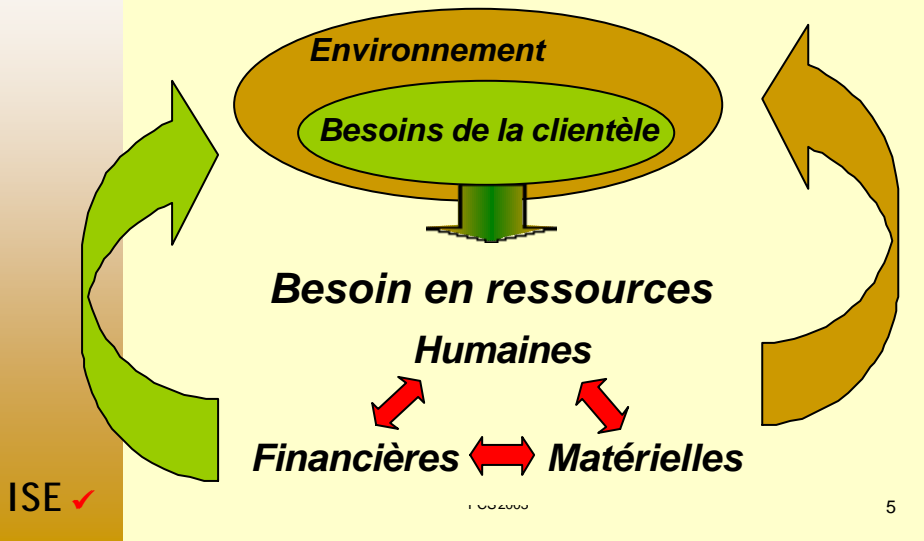 Environnement
Besoins de la clientèle
Besoin en ressources
Humaines
Financières
Matérielles
ISE
5